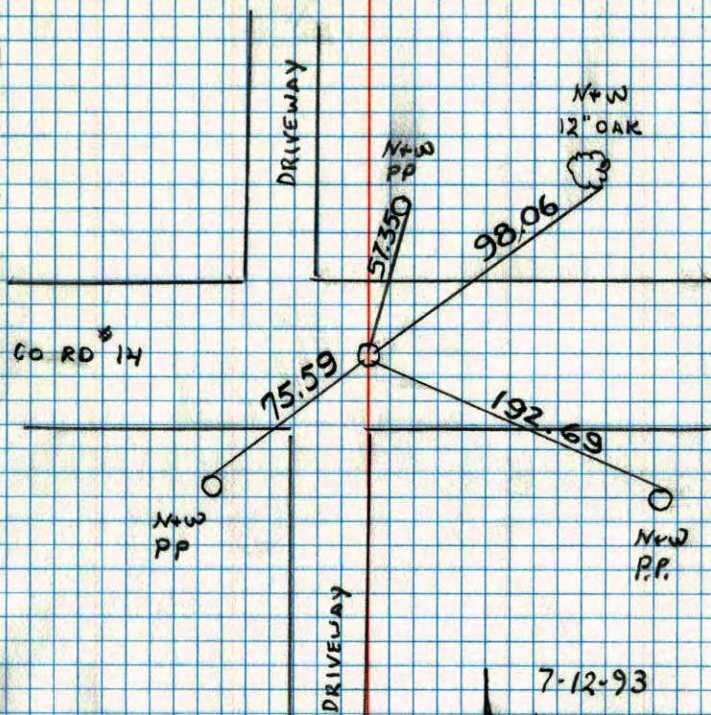 DRIVEWAY
N+W
12" OAK
N+W
PP
57.35
98.06
CO RD #14
75.59
192.69
N+W
PP
N+W
P.P.
DRIVEWAY
7-12-93